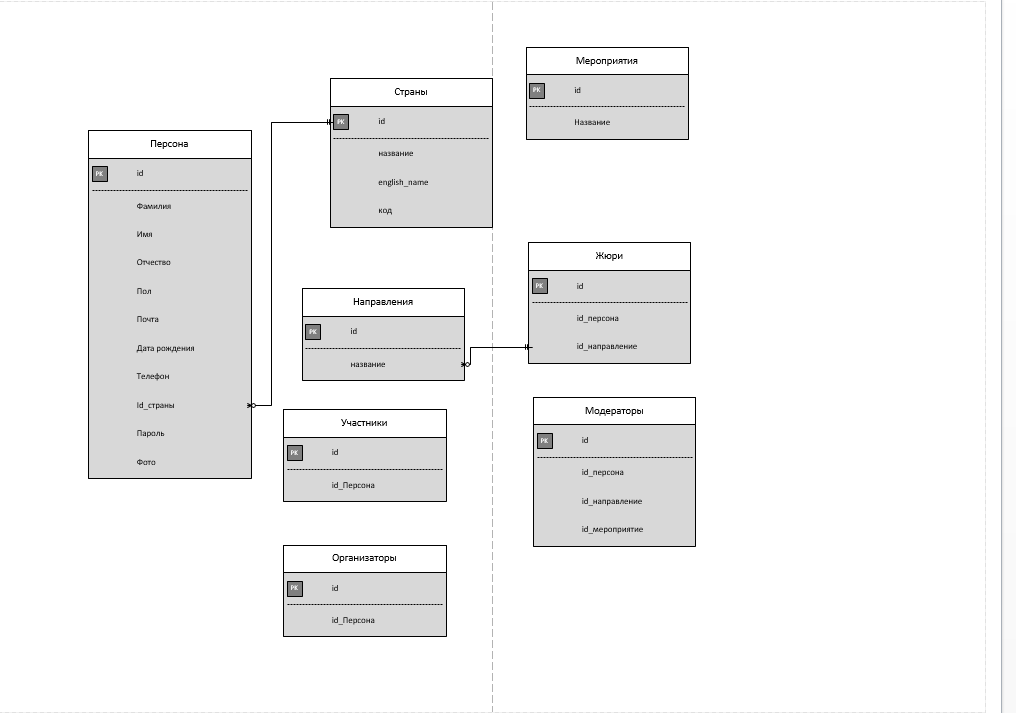 Персона
PK id
Фамилия
Имя
Отчество
Пол
Почта
Дата рождения
Телефон
Id_страны
Пароль
Фото
Страны
PK id
название
english_name
код
Направления
PK id
название
Участники
PK id
id_Персона
Организаторы
PK id
id_Персона
Мероприятия
PK id
Название
Жюри
PK id
id_персона
id_направление
Модераторы
PK id
id_персона
id_направление
id_мероприятие